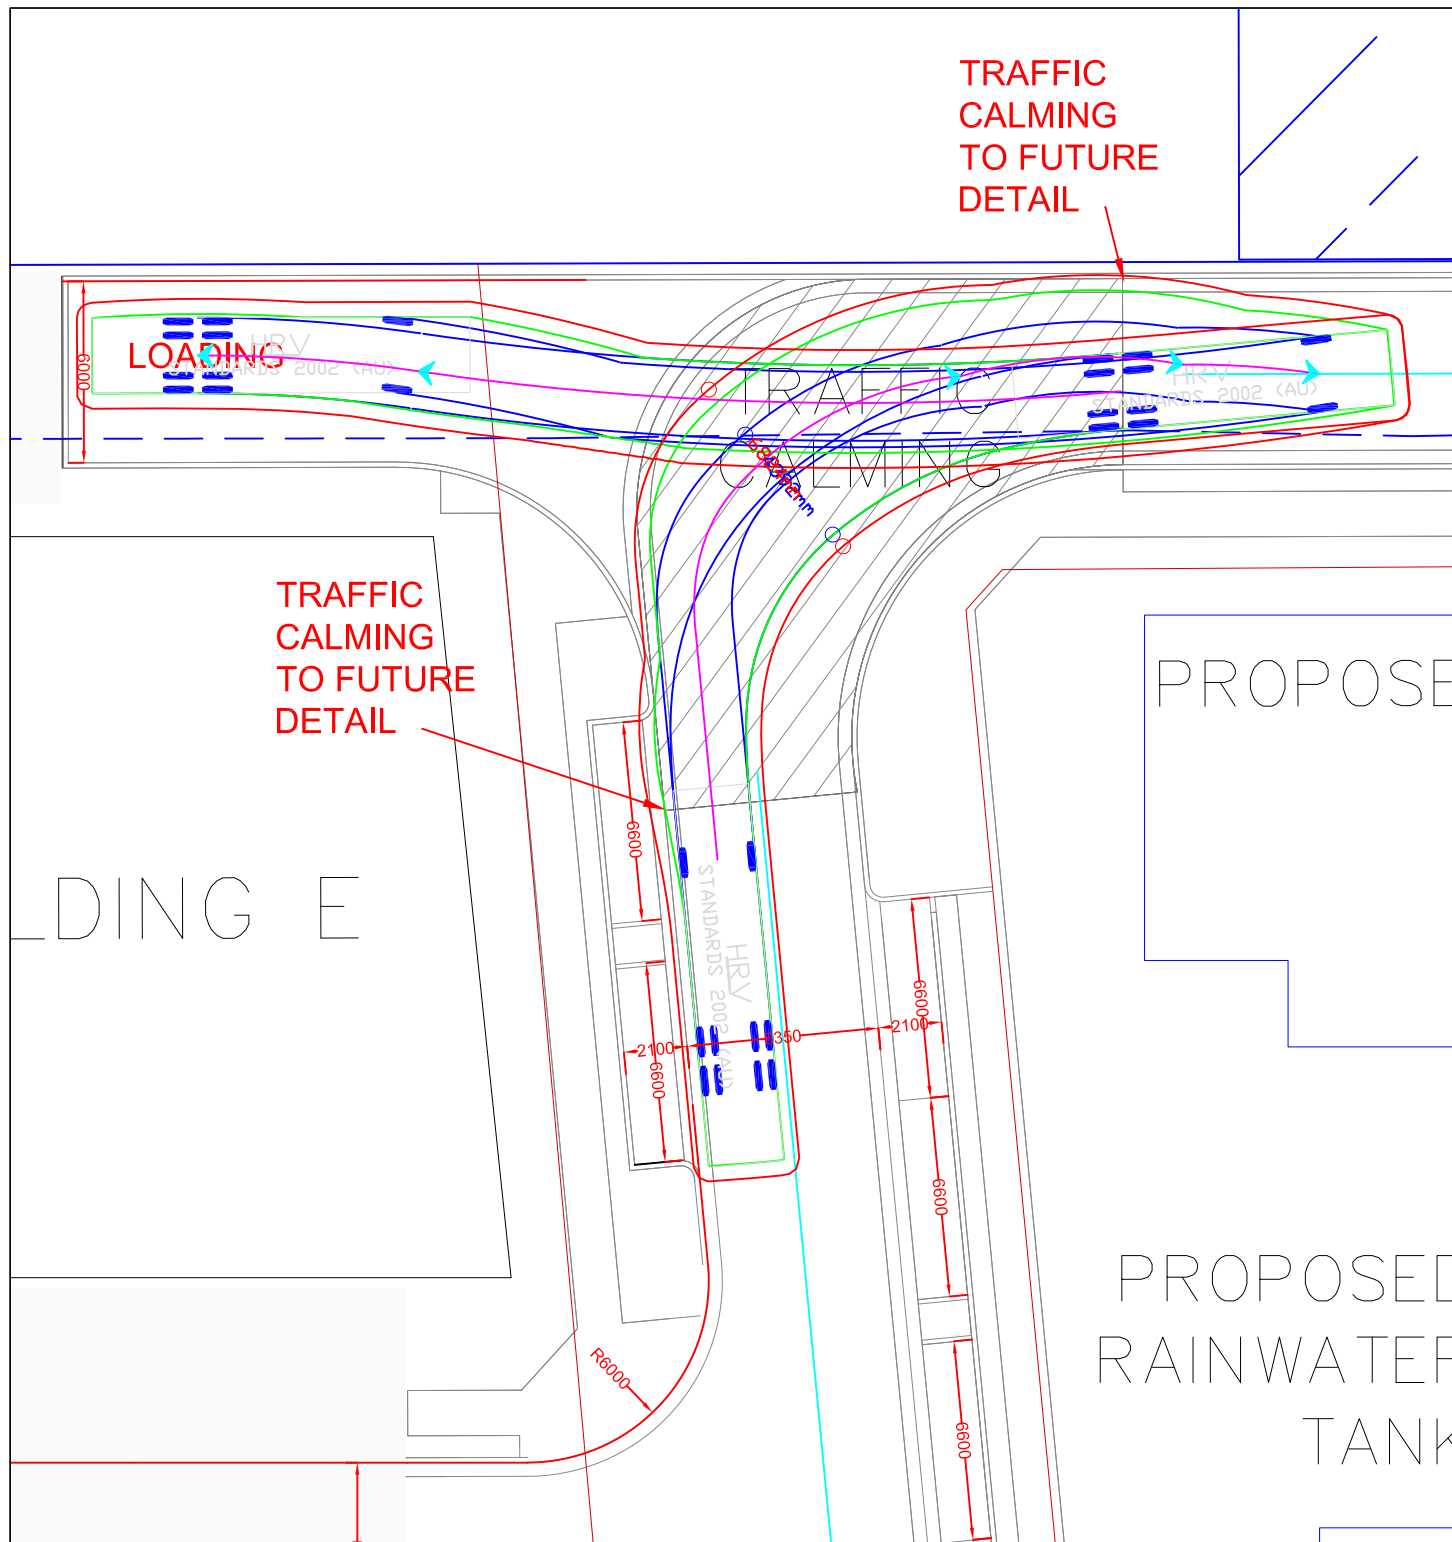 TRAFFIC
CALMING
TO FUTURE
DETAIL
LOADING
HRV
STANDARDS 2002 (AU)
6000
TRAFFIC
CALMING
HRV
STANDARDS 2002 (AU)
TRAFFIC
CALMING
TO FUTURE
DETAIL
PROPOSE
6600
DING E
HRV
STANDARDS 2002 (AU)
6600
2100
350
2100
6600
6600
PROPOSED
RAINWATER
TANK
R6000
6600